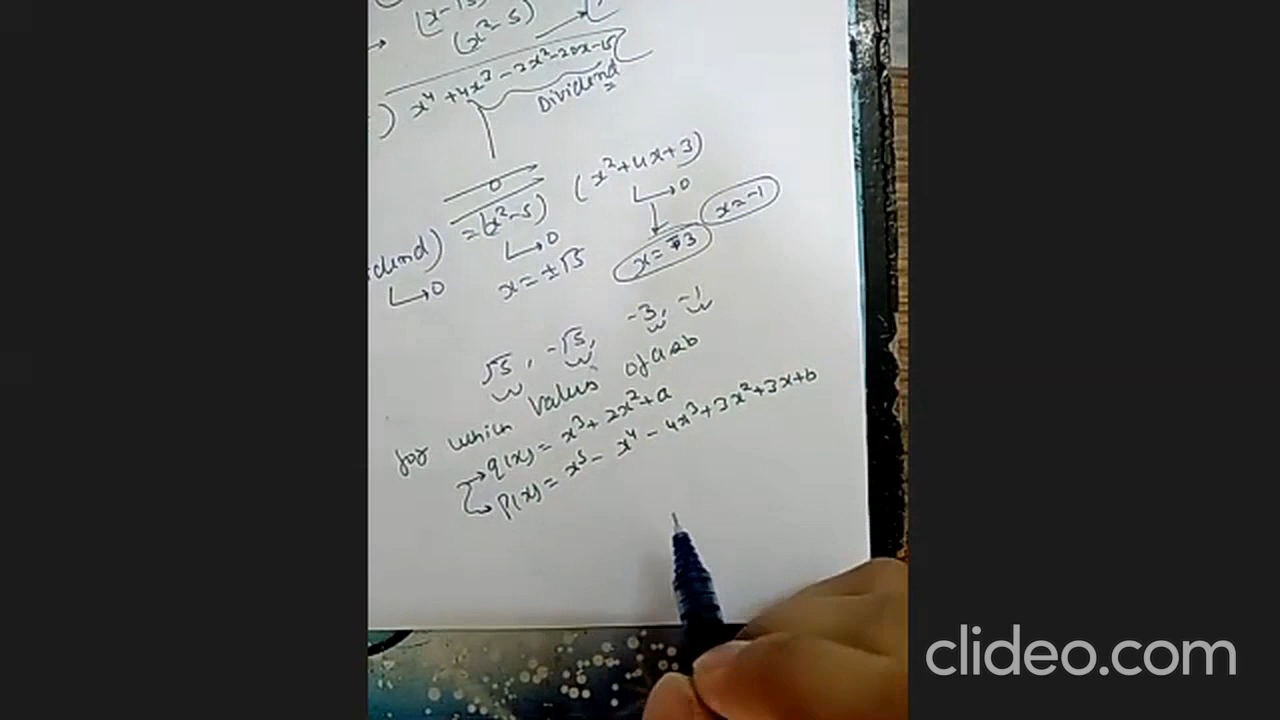 (x-15)
(x²-5)
) x⁴ +4x³ -2x²-20x-15
Dividend
0
= (x²-5) (x²+4x+3)
0
0
x=-1
0
x=±√5
x= -3
√5, -√5, -3, -1
for which values of a & b
q(x) = x³ + 2x² + a
p(x) = x⁵ - x⁴ - 4x³ + 3x² + 3x + b
clideo.com